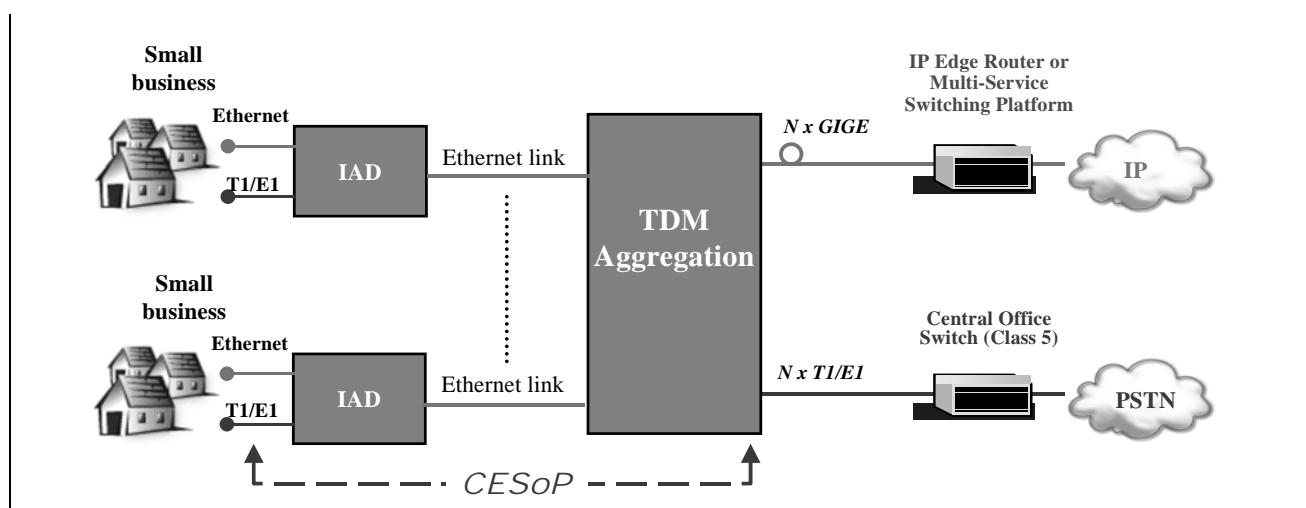 Small
business
Ethernet
T1/E1
IAD
Ethernet link
TDM
Aggregation
N x GIGE
IP Edge Router or
Multi-Service
Switching Platform
IP
Small
business
Ethernet
T1/E1
IAD
Ethernet link
N x T1/E1
Central Office
Switch (Class 5)
PSTN
CESoP